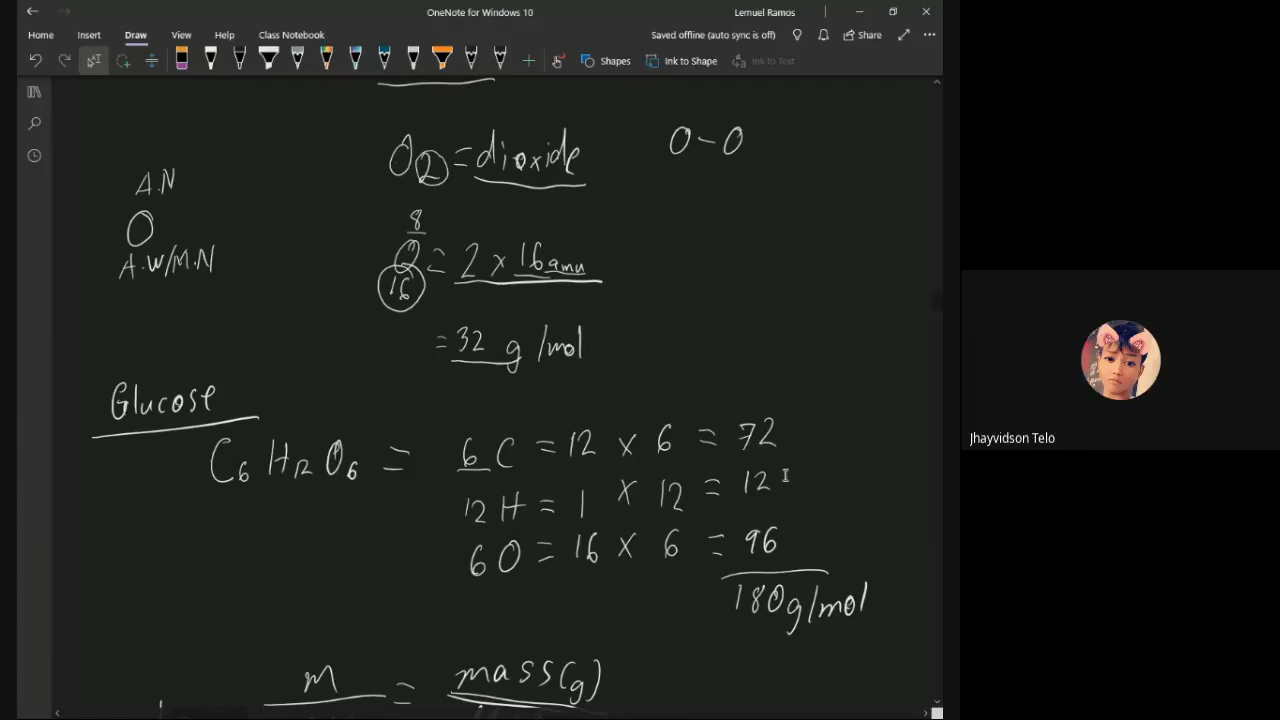 OneNote for Windows 10
Lemuel Ramos
Home Insert Draw View Help Class Notebook
Saved offline (auto sync is off) Share
Shapes Ink to Shape Ink to Text
O2 = dioxide O-O
A.N
O
A.W/M.N
8
O = 2 x 16amu
16
= 32 g /mol
Glucose
C6 H12 O6 = 6 C = 12 x 6 = 72
12 H = 1 x 12 = 12
6 O = 16 x 6 = 96
180g/mol
m = mass(g)
Jhayvidson Telo